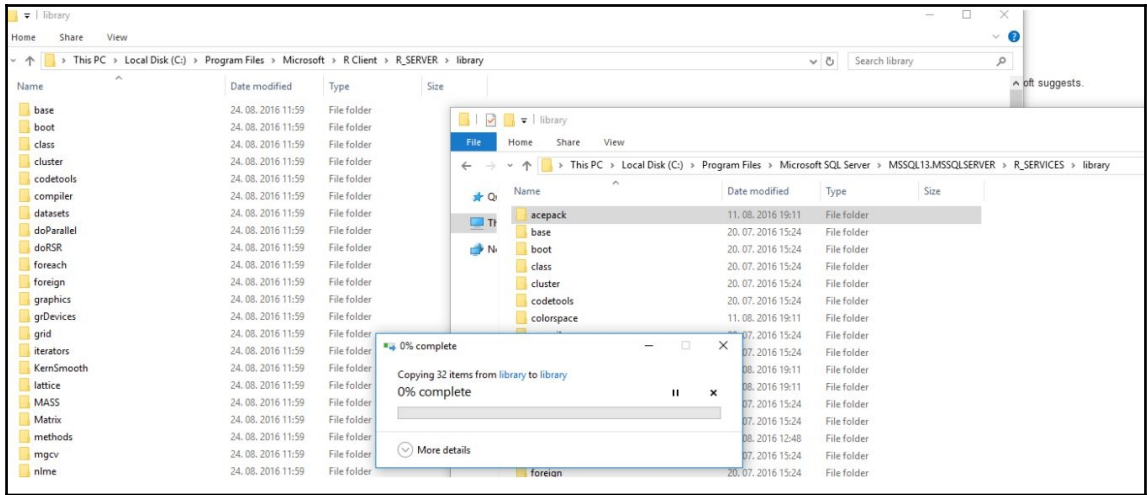 library
Home Share View
This PC > Local Disk (C:) > Program Files > Microsoft > R Client > R_SERVER > library
Search library
Name Date modified Type Size
base 24. 08. 2016 11:59 File folder
boot 24. 08. 2016 11:59 File folder
class 24. 08. 2016 11:59 File folder
cluster 24. 08. 2016 11:59 File folder
codetools 24. 08. 2016 11:59 File folder
compiler 24. 08. 2016 11:59 File folder
datasets 24. 08. 2016 11:59 File folder
doParallel 24. 08. 2016 11:59 File folder
doRSR 24. 08. 2016 11:59 File folder
foreach 24. 08. 2016 11:59 File folder
foreign 24. 08. 2016 11:59 File folder
graphics 24. 08. 2016 11:59 File folder
grDevices 24. 08. 2016 11:59 File folder
grid 24. 08. 2016 11:59 File folder
iterators 24. 08. 2016 11:59 File folder
KernSmooth 24. 08. 2016 11:59 File folder
lattice 24. 08. 2016 11:59 File folder
MASS 24. 08. 2016 11:59 File folder
Matrix 24. 08. 2016 11:59 File folder
methods 24. 08. 2016 11:59 File folder
mgcv 24. 08. 2016 11:59 File folder
nlme 24. 08. 2016 11:59 File folder
oft suggests.
library
File Home Share View
This PC > Local Disk (C:) > Program Files > Microsoft SQL Server > MSSQL13.MSSQLSERVER > R_SERVICES > library
Name Date modified Type Size
acepack 11. 08. 2016 19:11 File folder
base 20. 07. 2016 15:24 File folder
boot 20. 07. 2016 15:24 File folder
class 20. 07. 2016 15:24 File folder
cluster 20. 07. 2016 15:24 File folder
codetools 20. 07. 2016 15:24 File folder
colorspace 11. 08. 2016 19:11 File folder
07. 2016 15:24 File folder
07. 2016 15:24 File folder
08. 2016 19:11 File folder
08. 2016 19:11 File folder
07. 2016 15:24 File folder
07. 2016 15:24 File folder
08. 2016 12:48 File folder
07. 2016 15:24 File folder
foreign 20. 07. 2016 15:24 File folder
0% complete
Copying 32 items from library to library
0% complete
More details